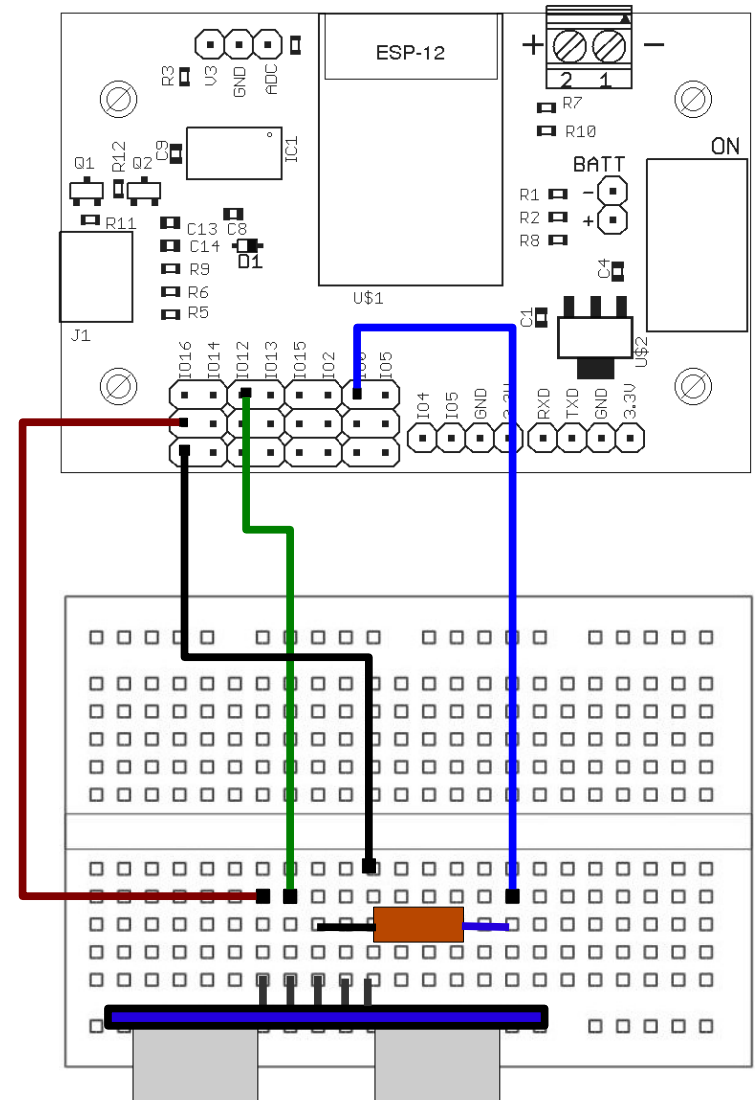 ESP-12
+
−
2 1
R3
V3
GND
ADC
R7
R10
ON
Q1
R12
Q2
C9
IC1
BATT
R1
−
R2
+
R8
R11
C13
C8
C14
D1
R9
R6
R5
C4
C1
U$1
U$2
J1
IO16
IO14
IO12
IO13
IO15
IO2
IO5
IO4
IO5
GND
3.3V
RXD
TXD
GND
3.3V